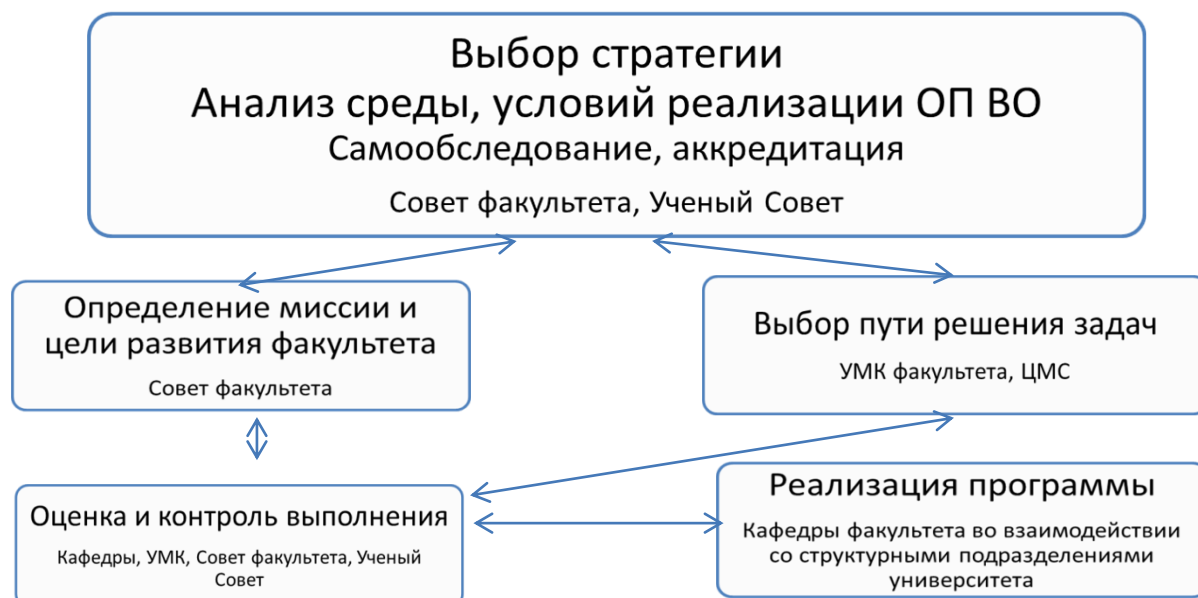 Выбор стратегии
Анализ среды, условий реализации ОП ВО
Самообследование, аккредитация
Совет факультета, Ученый Совет
Определение миссии и
цели развития факультета
Совет факультета
Выбор пути решения задач
УМК факультета, ЦМС
Оценка и контроль выполнения
Кафедры, УМК, Совет факультета, Ученый
Совет
Реализация программы
Кафедры факультета во взаимодействии
со структурными подразделениями
университета